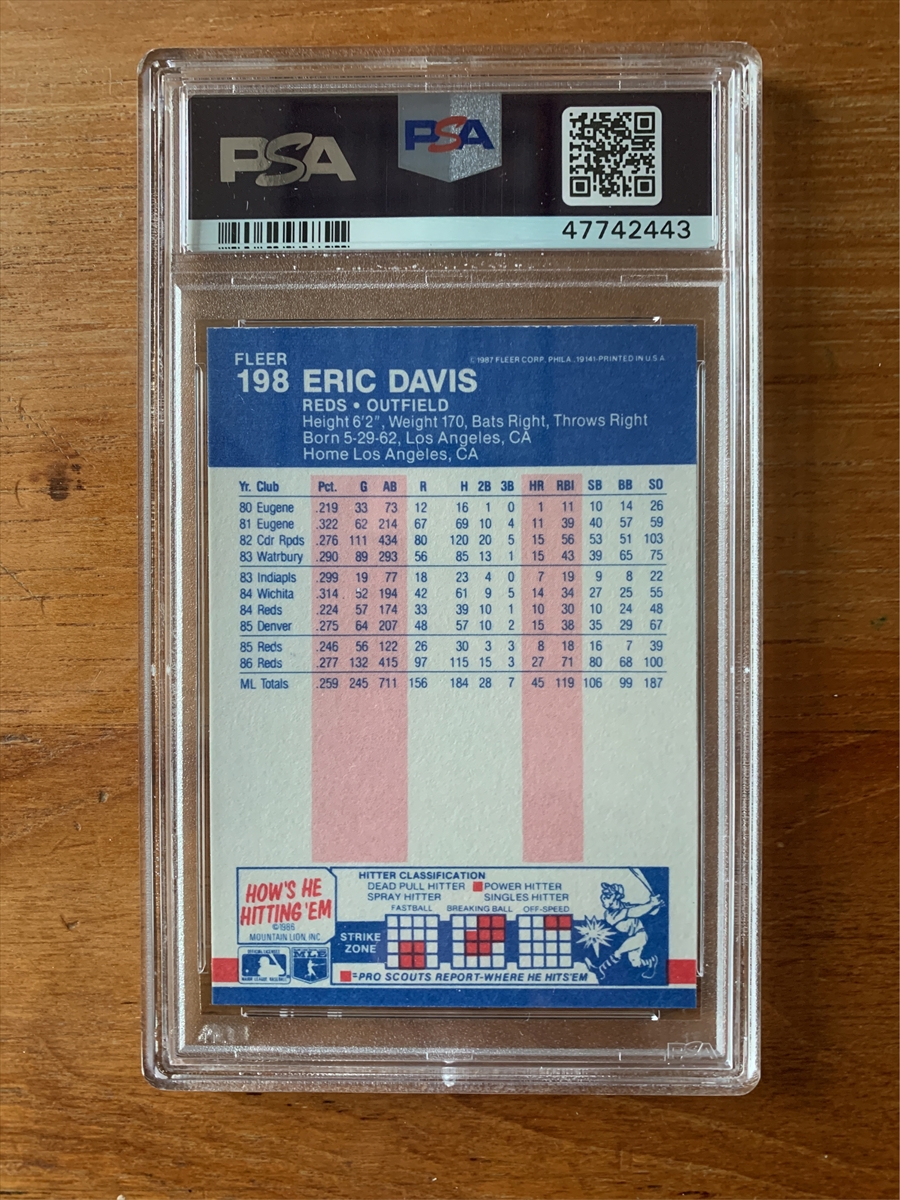 PSA
PSA
47742443
FLEER
©1987 FLEER CORP. PHILA. 19141-PRINTED IN U.S.A.
198 ERIC DAVIS
REDS • OUTFIELD
Height 6'2", Weight 170, Bats Right, Throws Right
Born 5-29-62, Los Angeles, CA
Home Los Angeles, CA
Yr. Club Pct. G AB R H 2B 3B HR RBI SB BB SO
80 Eugene .219 33 73 12 16 1 0 1 11 10 14 26
81 Eugene .322 62 214 67 69 10 4 11 39 40 57 59
82 Cdr Rpds .276 111 434 80 120 20 5 15 56 53 51 103
83 Watrbury .290 89 293 56 85 13 1 15 43 39 65 75
83 Indiapls .299 19 77 18 23 4 0 7 19 9 8 22
84 Wichita .314 52 194 42 61 9 5 14 34 27 25 55
84 Reds .224 57 174 33 39 10 1 10 30 10 24 48
85 Denver .275 64 207 48 57 10 2 15 38 35 29 67
85 Reds .246 56 122 26 30 3 3 8 18 16 7 39
86 Reds .277 132 415 97 115 15 3 27 71 80 68 100
ML Totals .259 245 711 156 184 28 7 45 119 106 99 187
HOW'S HE
HITTING 'EM
©1986
MOUNTAIN LION, INC.
HITTER CLASSIFICATION
DEAD PULL HITTER POWER HITTER
SPRAY HITTER SINGLES HITTER
FASTBALL BREAKING BALL OFF-SPEED
STRIKE
ZONE
=PRO SCOUTS REPORT-WHERE HE HITS 'EM
PSA